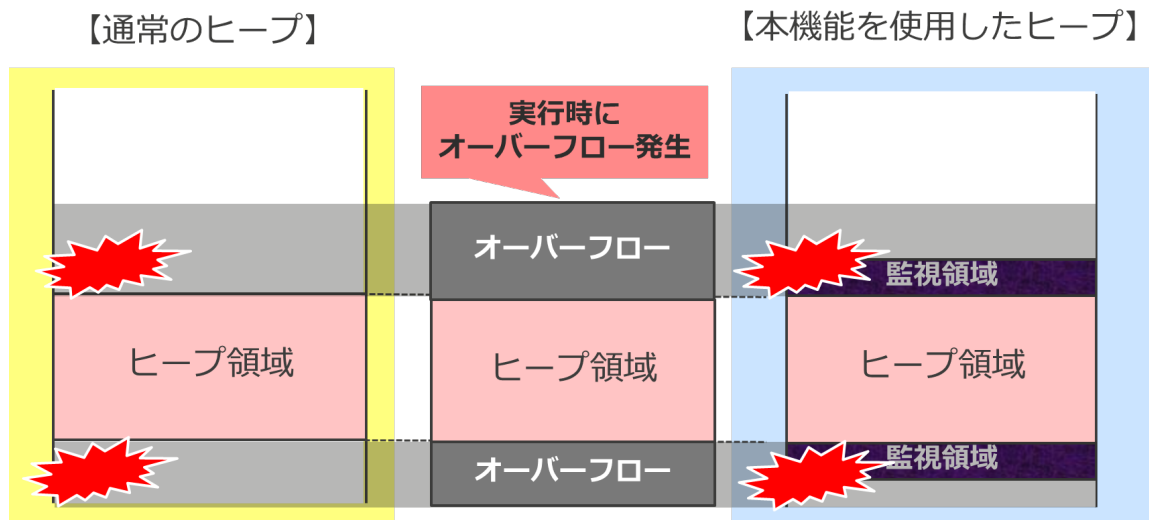 【通常のヒープ】
【本機能を使用したヒープ】
実行時に
オーバーフロー発生
オーバーフロー
監視領域
ヒープ領域
ヒープ領域
ヒープ領域
オーバーフロー
監視領域